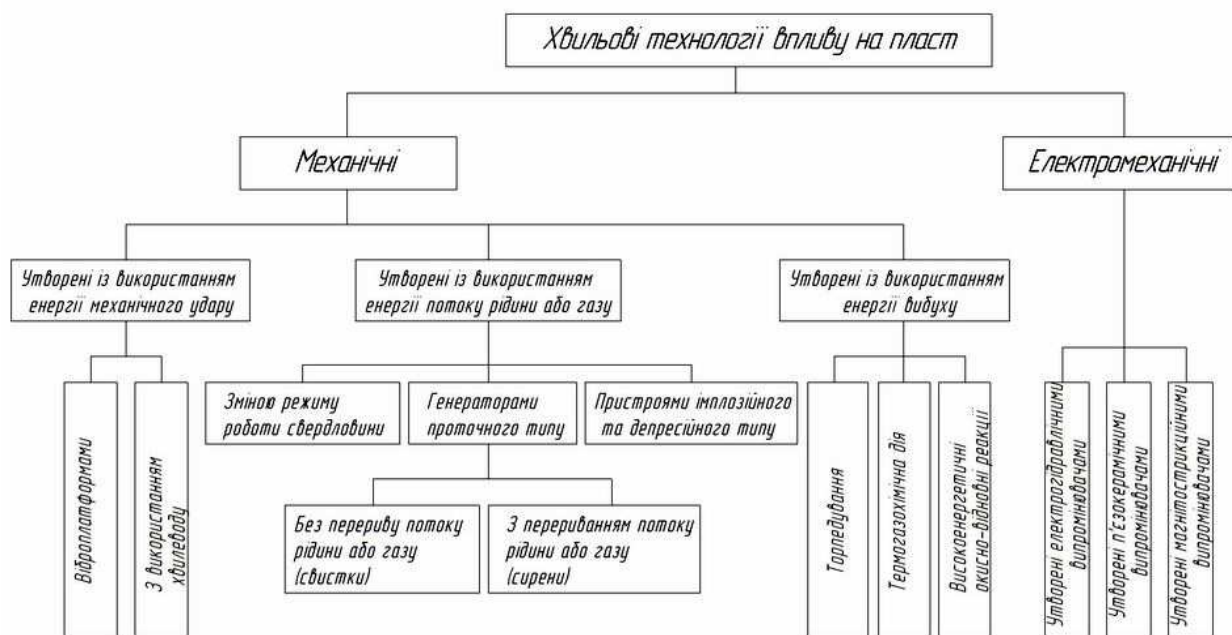 Хвильові технології впливу на пласт
Механічні
Електромеханічні
Утворені із використанням
енергії механічного удару
Утворені із використанням
енергії потоку рідини або газу
Утворені із використанням
енергії вибуху
Віброплатформами
З використанням
хвилеводу
Зміною режиму
роботи свердловини
Генераторами
проточного типу
Пристроями імплозійного
та депресійного типу
Без перериву потоку
рідини або газу
(свистки)
З перериванням потоку
рідини або газу
(сирени)
Торпедування
Термогазохімічна дія
Високоенергетичні
окисно-відновні реакції
Утворені електрогідравлічними
випромінювачами
Утворені п'єзокерамічними
випромінювачами
Утворені магнітострикційними
випромінювачами